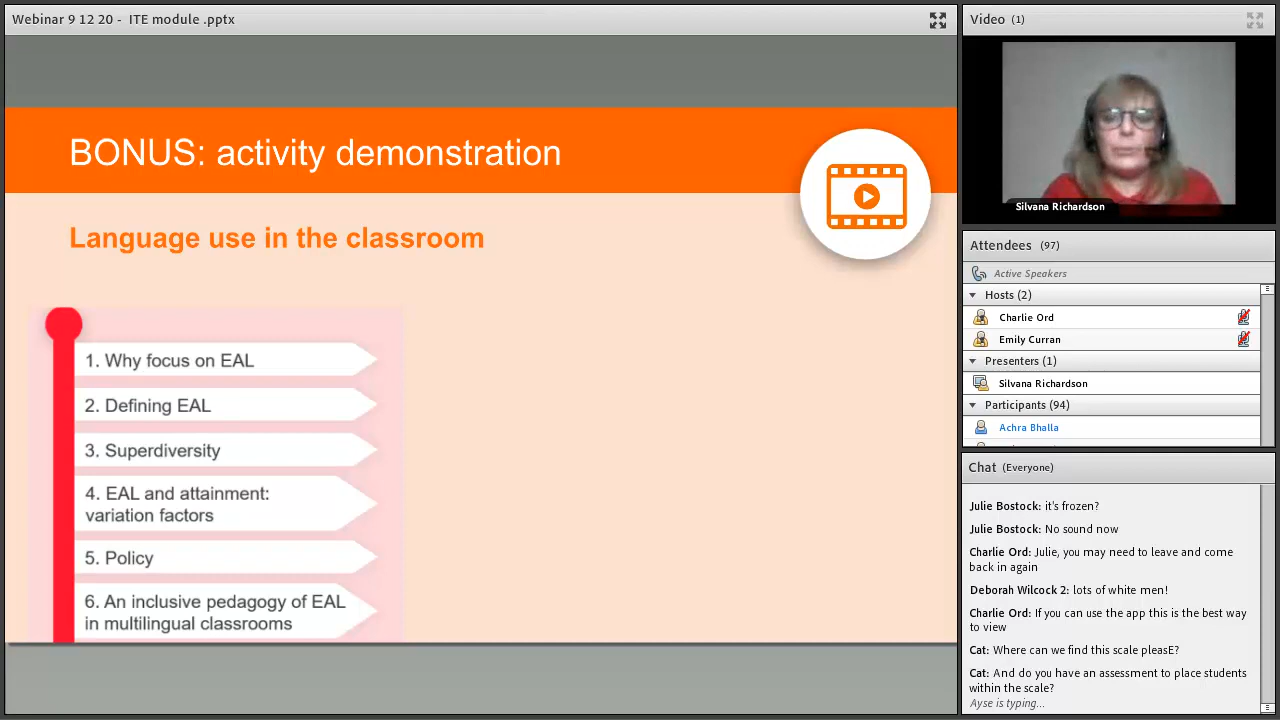 Webinar 9 12 20 - ITE module .pptx
BONUS: activity demonstration
Language use in the classroom
1. Why focus on EAL
2. Defining EAL
3. Superdiversity
4. EAL and attainment:
variation factors
5. Policy
6. An inclusive pedagogy of EAL
in multilingual classrooms
Video (1)
Silvana Richardson
Attendees (97)
Active Speakers
Hosts (2)
Charlie Ord
Emily Curran
Presenters (1)
Silvana Richardson
Participants (94)
Achra Bhalla
Chat (Everyone)
Julie Bostock: it's frozen?
Julie Bostock: No sound now
Charlie Ord: Julie, you may need to leave and come
back in again
Deborah Wilcock 2: lots of white men!
Charlie Ord: If you can use the app this is the best way
to view
Cat: Where can we find this scale pleasE?
Cat: And do you have an assessment to place students
within the scale?
Ayse is typing...